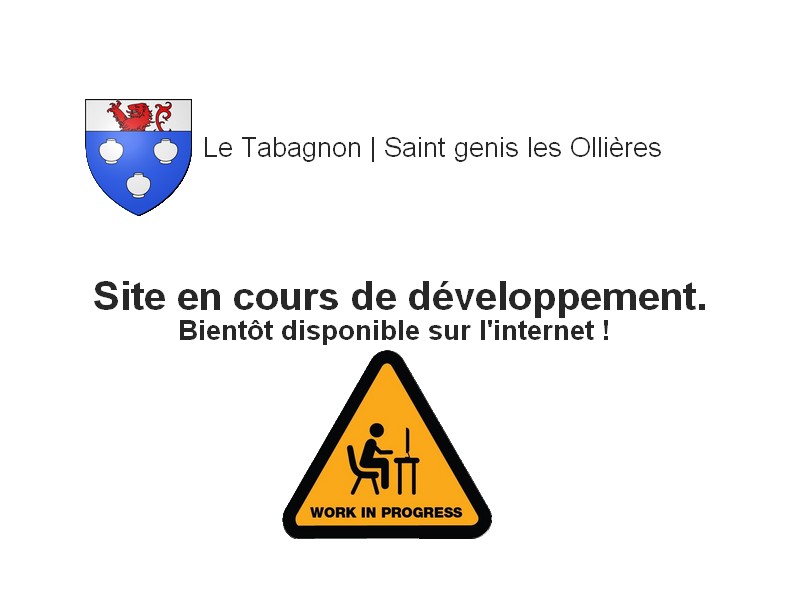 Le Tabagnon | Saint genis les Ollières
Site en cours de développement.
Bientôt disponible sur l'internet !
WORK IN PROGRESS